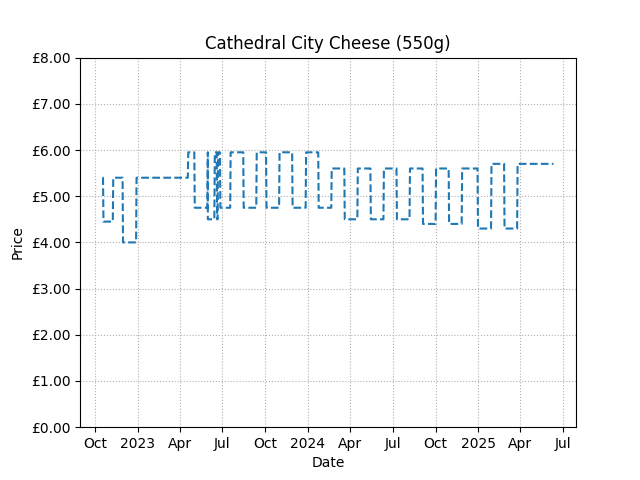 Cathedral City Cheese (550g)
£8.00
£7.00
£6.00
£5.00
£4.00
£3.00
£2.00
£1.00
£0.00
Price
Oct 2023 Apr Jul Oct 2024 Apr Jul Oct 2025 Apr Jul
Date